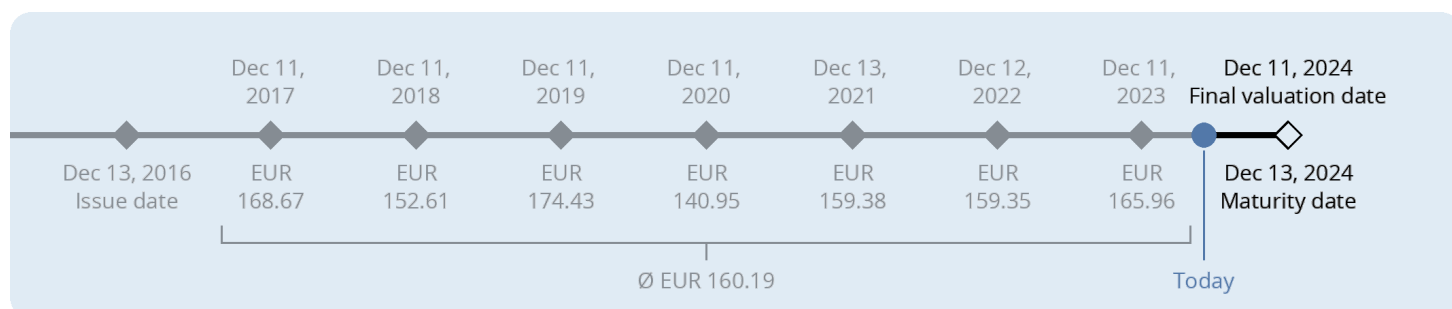 Dec 11,
2017
Dec 11,
2018
Dec 11,
2019
Dec 11,
2020
Dec 13,
2021
Dec 12,
2022
Dec 11,
2023
Dec 11, 2024
Final valuation date
Dec 13, 2016
Issue date
EUR
168.67
EUR
152.61
EUR
174.43
EUR
140.95
EUR
159.38
EUR
159.35
EUR
165.96
Dec 13, 2024
Maturity date
Ø EUR 160.19
Today